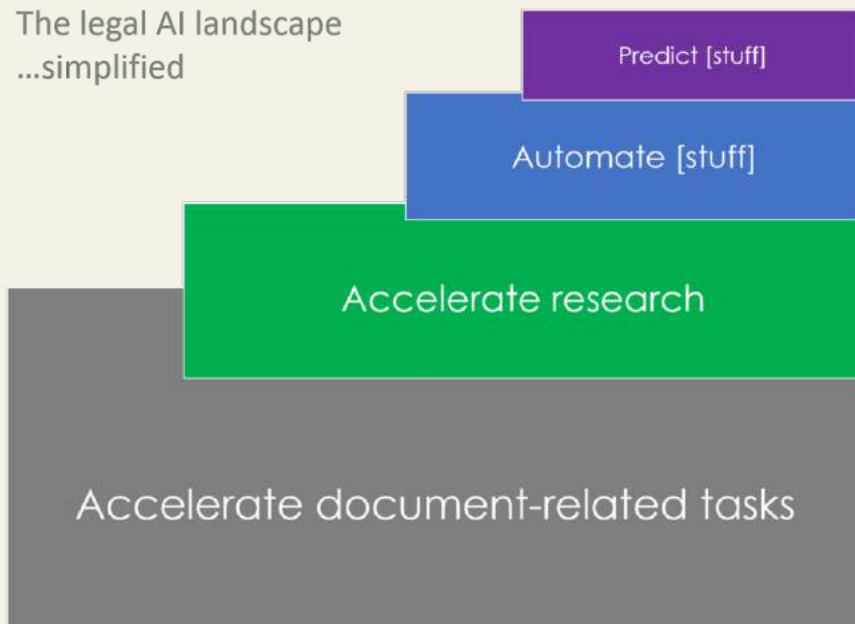 The legal AI landscape
...simplified
Predict [stuff]
Automate [stuff]
Accelerate research
Accelerate document-related tasks